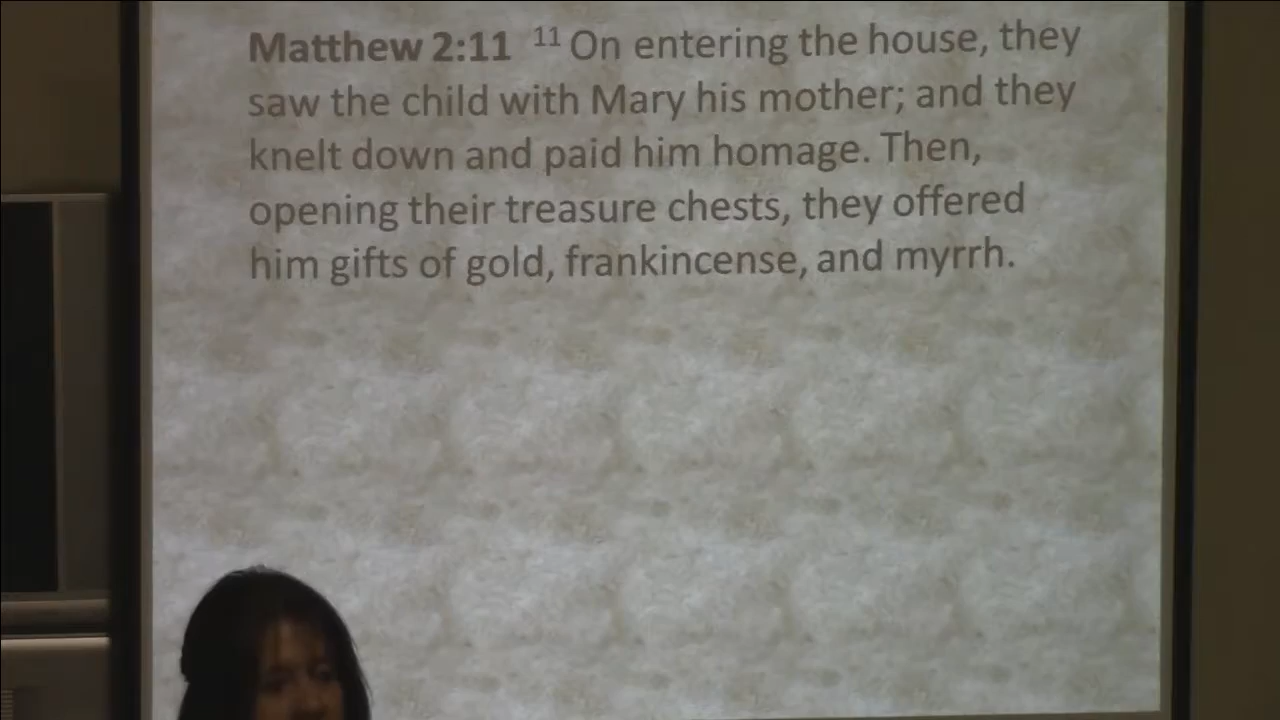 Matthew 2:11 11 On entering the house, they
saw the child with Mary his mother; and they
knelt down and paid him homage. Then,
opening their treasure chests, they offered
him gifts of gold, frankincense, and myrrh.